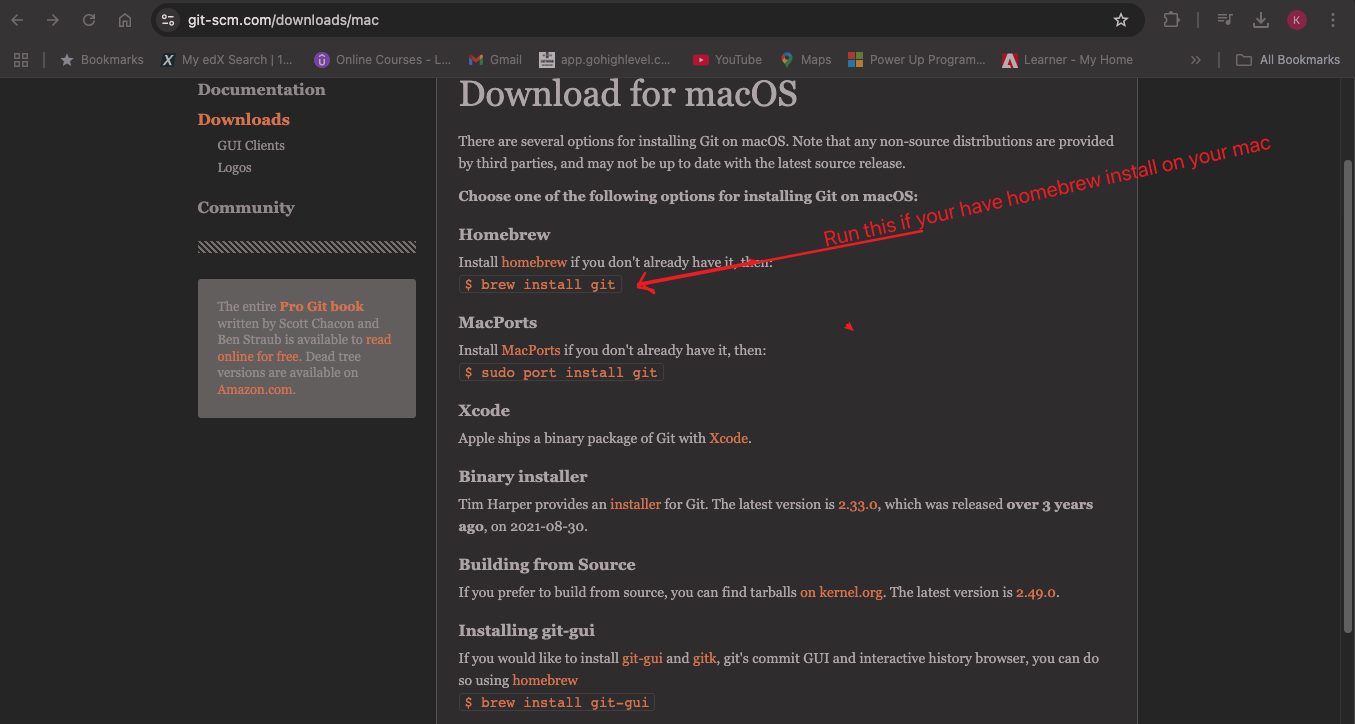 git-scm.com/downloads/mac
K
Bookmarks
My edX Search | 1...
Online Courses - L...
Gmail
app.gohighlevel.c...
YouTube
Maps
Power Up Program...
Learner - My Home
»
All Bookmarks
Documentation
Downloads
GUI Clients
Logos
Community
The entire Pro Git book
written by Scott Chacon and
Ben Straub is available to read
online for free. Dead tree
versions are available on
Amazon.com.
Download for macOS
There are several options for installing Git on macOS. Note that any non-source distributions are provided
by third parties, and may not be up to date with the latest source release.
Choose one of the following options for installing Git on macOS:
Run this if your have homebrew install on your mac
Homebrew
Install homebrew if you don't already have it, then:
$ brew install git
MacPorts
Install MacPorts if you don't already have it, then:
$ sudo port install git
Xcode
Apple ships a binary package of Git with Xcode.
Binary installer
Tim Harper provides an installer for Git. The latest version is 2.33.0, which was released over 3 years
ago, on 2021-08-30.
Building from Source
If you prefer to build from source, you can find tarballs on kernel.org. The latest version is 2.49.0.
Installing git-gui
If you would like to install git-gui and gitk, git's commit GUI and interactive history browser, you can do
so using homebrew
$ brew install git-gui